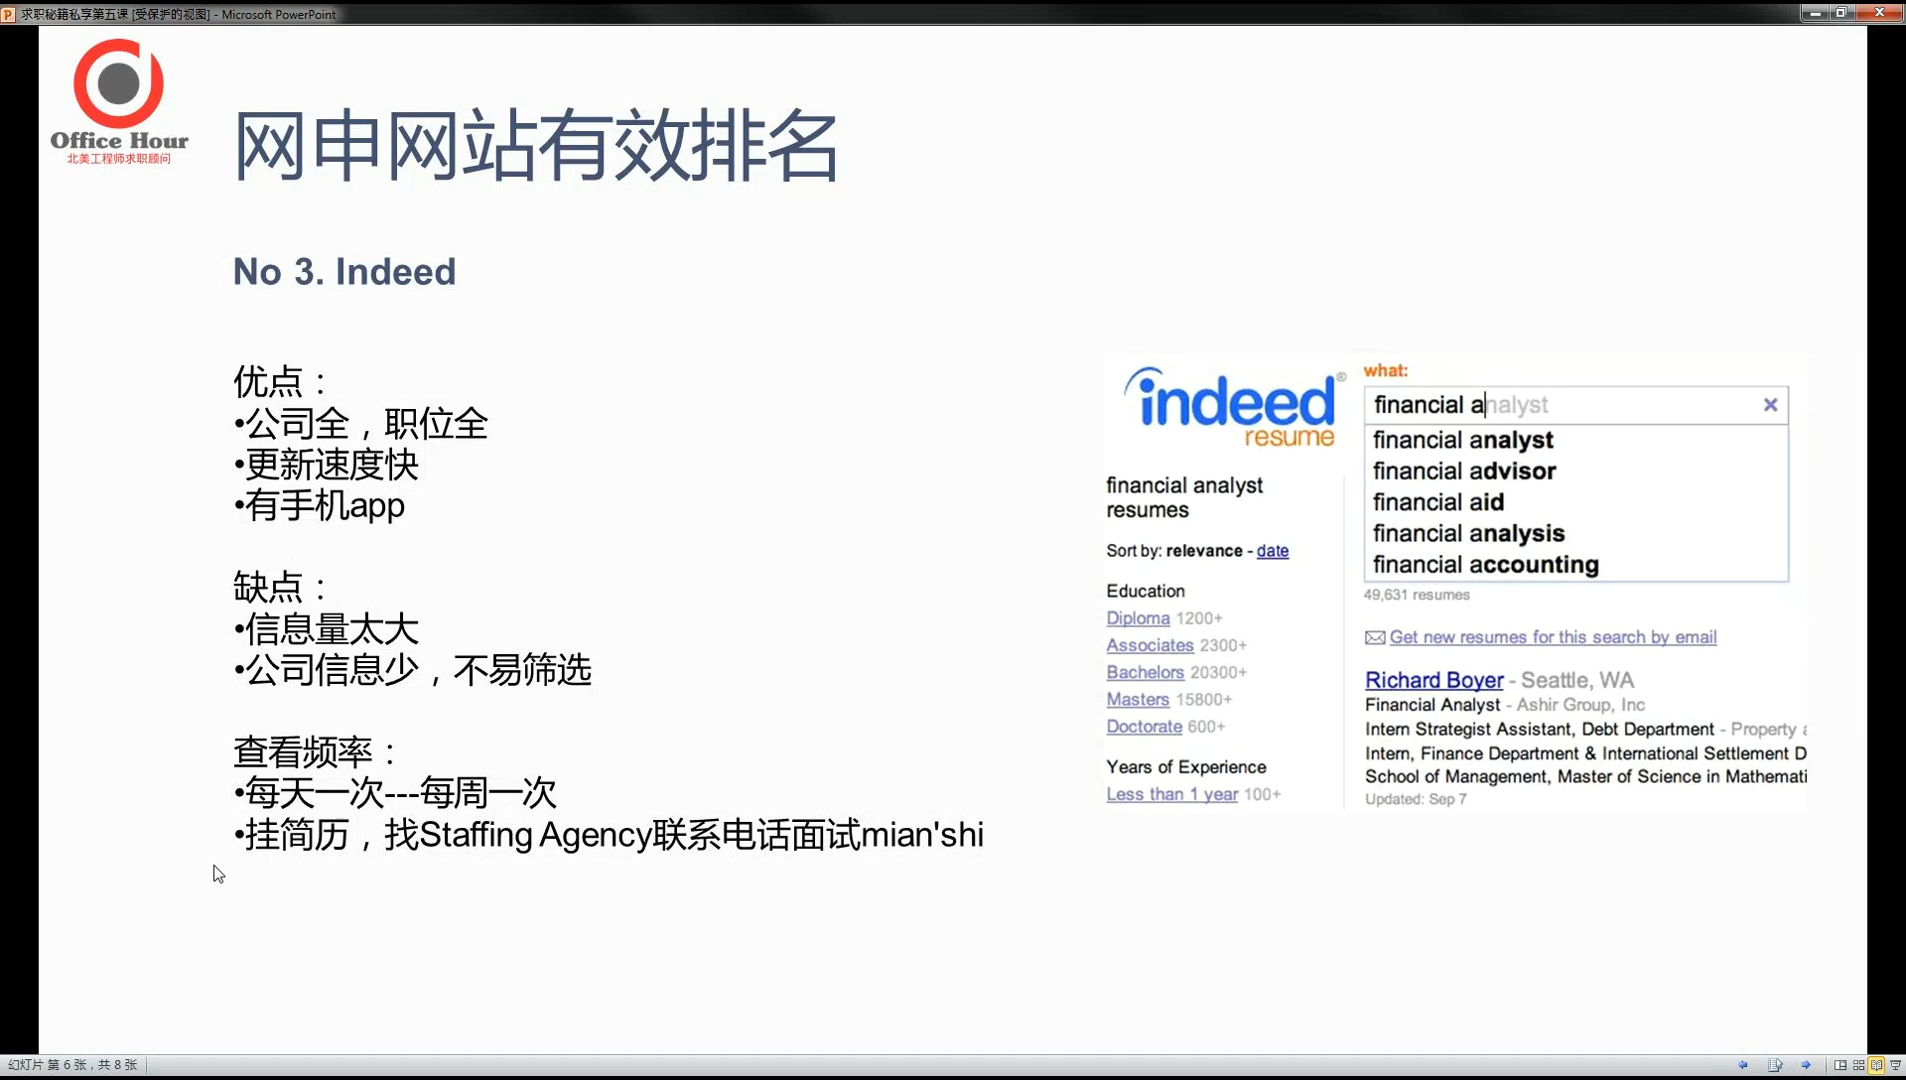 求职秘籍私享第五课 [受保护的视图] - Microsoft PowerPoint
Office Hour
北美工程师求职顾问
网申网站有效排名
No 3. Indeed
优点：
•公司全，职位全
•更新速度快
•有手机app
缺点：
•信息量太大
•公司信息少，不易筛选
查看频率：
•每天一次---每周一次
•挂简历，找Staffing Agency联系电话面试mian'shi
indeed®
resume
financial analyst
resumes
Sort by: relevance - date
Education
Diploma 1200+
Associates 2300+
Bachelors 20300+
Masters 15800+
Doctorate 600+
Years of Experience
Less than 1 year 100+
what:
financial analyst
financial analyst
financial advisor
financial aid
financial analysis
financial accounting
49,631 resumes
Get new resumes for this search by email
Richard Boyer - Seattle, WA
Financial Analyst - Ashir Group, Inc
Intern Strategist Assistant, Debt Department - Property a
Intern, Finance Department & International Settlement D
School of Management, Master of Science in Mathemati
Updated: Sep 7
幻灯片 第 6 张，共 8 张